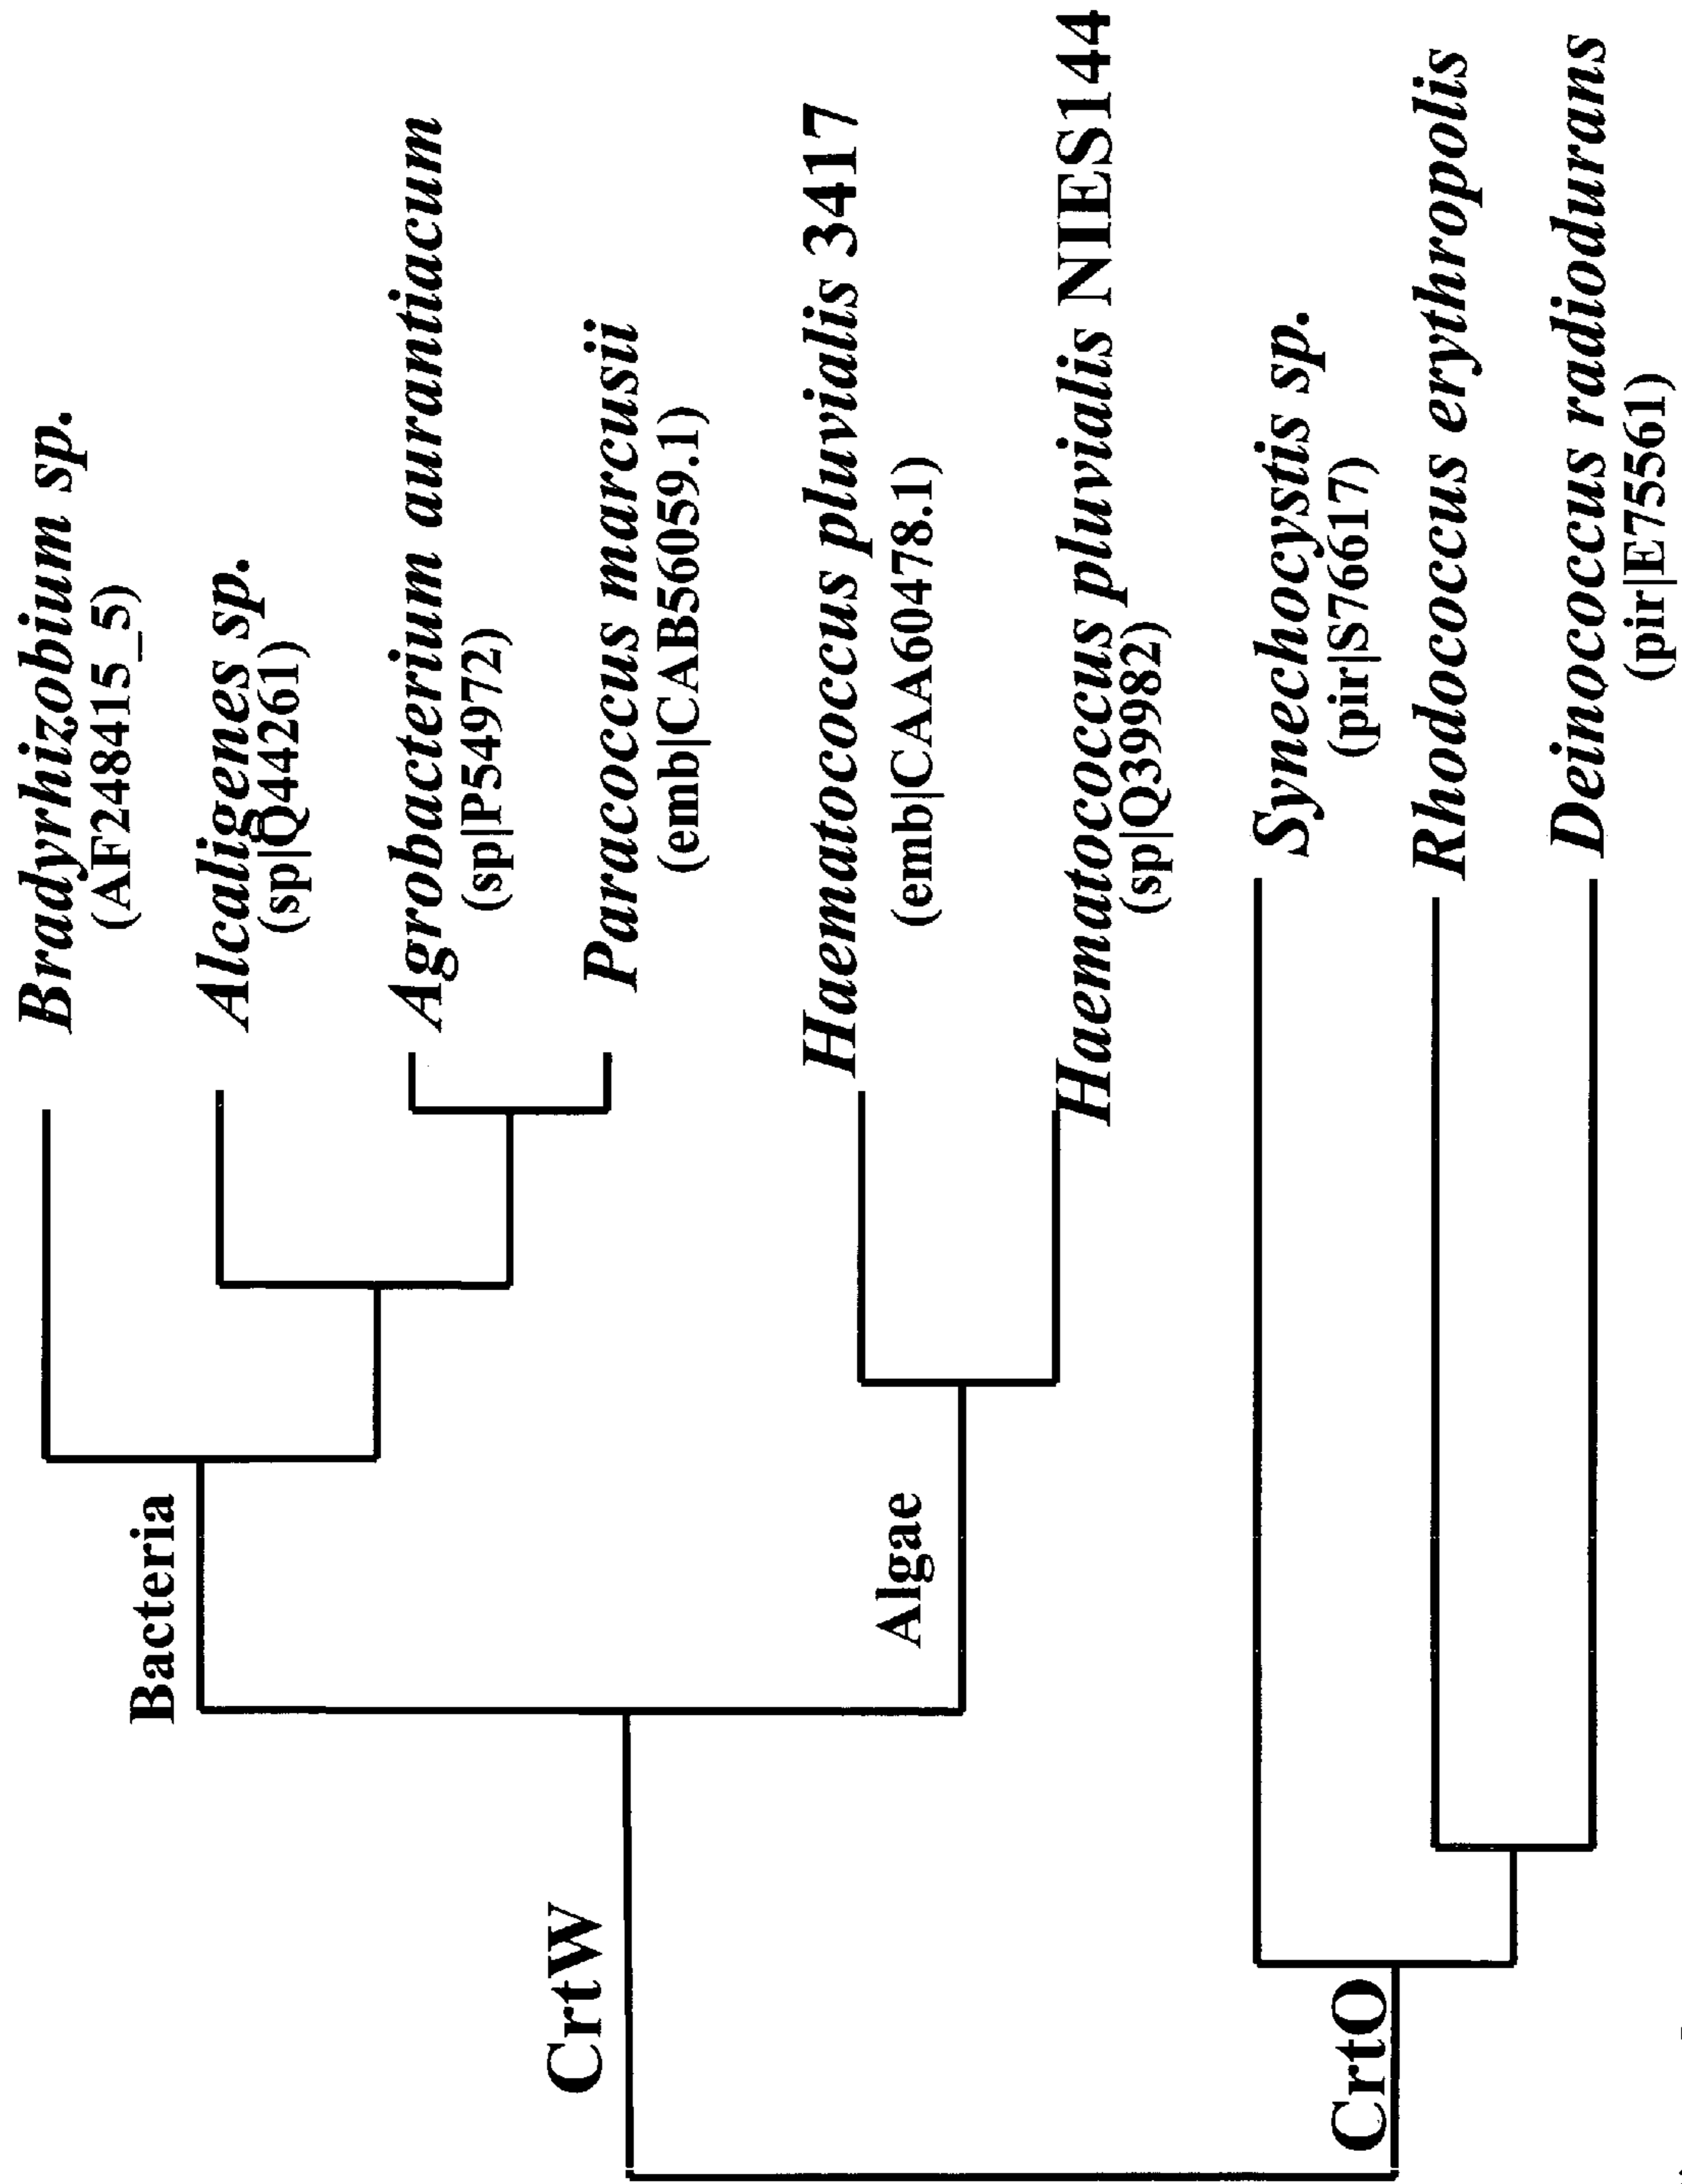 Bradyrhizobium sp.
(AF248415_5)
Alcaligenes sp.
(sp|Q44261)
Agrobacterium aurantiacum
(sp|P54972)
Paracoccus marcusii
(emb|CAB56059.1)
Haematococcus pluvialis 3417
(emb|CAA60478.1)
Haematococcus pluvialis NIES144
(sp|Q39982)
Synechocystis sp.
(pir|S76617)
Rhodococcus erythropolis
Deinococcus radiodurans
(pir|E75561)
Bacteria
Algae
CrtW
CrtO